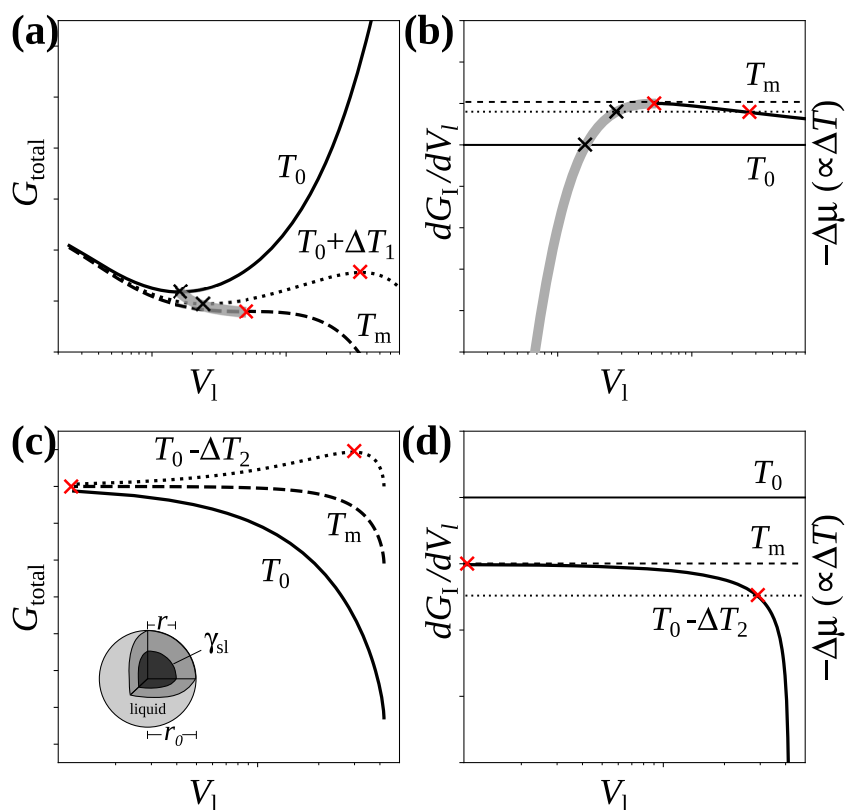 (a)
G_total
T_0
T_0+ΔT_1
T_m
V_l
(b)
dG_I/dV_l
T_m
T_0
−Δμ (∝ΔT)
V_l
(c)
G_total
T_0-ΔT_2
T_m
T_0
r
γ_sl
liquid
r_0
V_l
(d)
dG_I/dV_l
T_0
T_m
T_0-ΔT_2
−Δμ (∝ΔT)
V_l